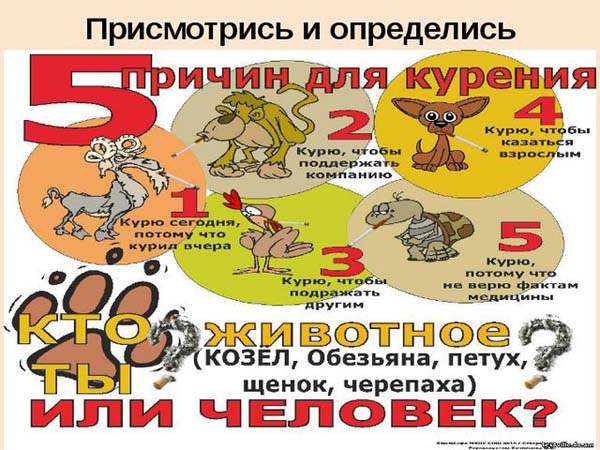 Присмотрись и определись
5 причин для курения
1
Курю сегодня,
потому что
курил вчера
2
Курю, чтобы
поддержать
компанию
3
Курю, чтобы
подражать
другим
4
Курю, чтобы
казаться
взрослым
5
Курю,
потому что
не верю фактам
медицины
КТО
ТЫ
?
животное?
(КОЗЁЛ, Обезьяна, петух,
щенок, черепаха)
ИЛИ ЧЕЛОВЕК?